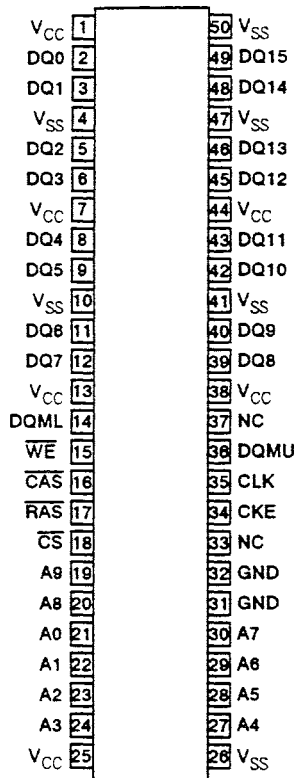 VCC 1 50 VSS
DQ0 2 49 DQ15
DQ1 3 48 DQ14
VSS 4 47 VSS
DQ2 5 46 DQ13
DQ3 6 45 DQ12
VCC 7 44 VCC
DQ4 8 43 DQ11
DQ5 9 42 DQ10
VSS 10 41 VSS
DQ6 11 40 DQ9
DQ7 12 39 DQ8
VCC 13 38 VCC
DQML 14 37 NC
W̅E̅ 15 36 DQMU
C̅A̅S̅ 16 35 CLK
R̅A̅S̅ 17 34 CKE
C̅S̅ 18 33 NC
A9 19 32 GND
A8 20 31 GND
A0 21 30 A7
A1 22 29 A6
A2 23 28 A5
A3 24 27 A4
VCC 25 26 VSS